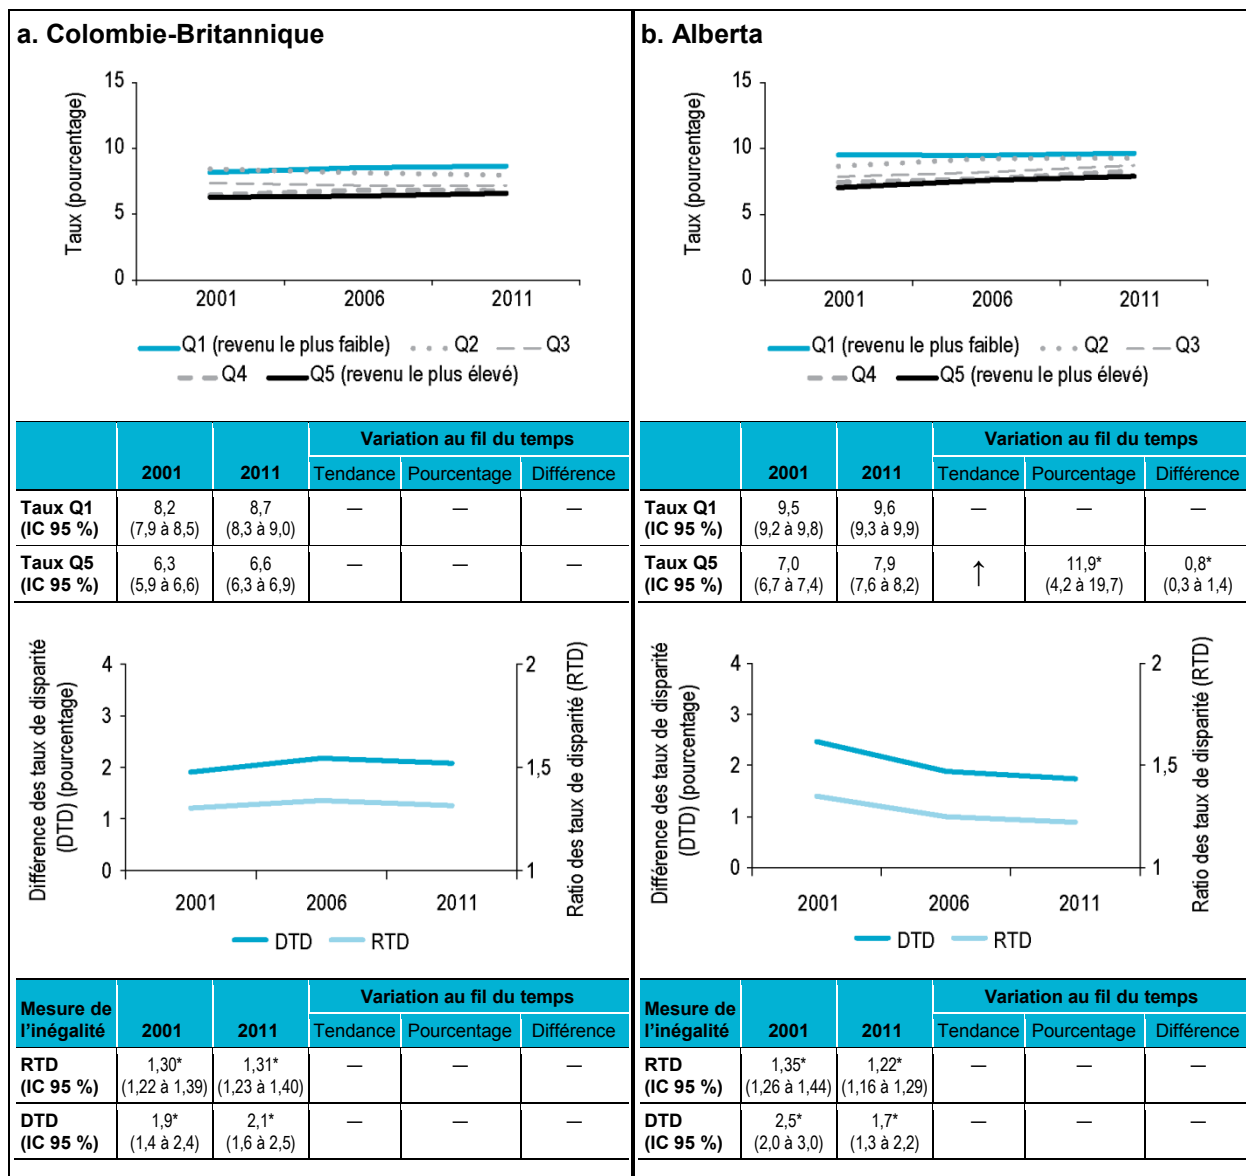 a. Colombie-Britannique
Taux (pourcentage)
15
10
5
0
2001 2006 2011
Q1 (revenu le plus faible) Q2 Q3
Q4 Q5 (revenu le plus élevé)
Variation au fil du temps
2001 2011 Tendance Pourcentage Différence
Taux Q1 8,2 8,7 — — —
(IC 95 %) (7,9 à 8,5) (8,3 à 9,0)
Taux Q5 6,3 6,6 — — —
(IC 95 %) (5,9 à 6,6) (6,3 à 6,9)
Différence des taux de disparité
(DTD) (pourcentage)
4
3
2
1
0
2
1,5
1
Ratio des taux de disparité (RTD)
2001 2006 2011
DTD RTD
Variation au fil du temps
Mesure de
l’inégalité 2001 2011 Tendance Pourcentage Différence
RTD 1,30* 1,31* — — —
(IC 95 %) (1,22 à 1,39) (1,23 à 1,40)
DTD 1,9* 2,1* — — —
(IC 95 %) (1,4 à 2,4) (1,6 à 2,5)
b. Alberta
Taux (pourcentage)
15
10
5
0
2001 2006 2011
Q1 (revenu le plus faible) Q2 Q3
Q4 Q5 (revenu le plus élevé)
Variation au fil du temps
2001 2011 Tendance Pourcentage Différence
Taux Q1 9,5 9,6 — — —
(IC 95 %) (9,2 à 9,8) (9,3 à 9,9)
Taux Q5 7,0 7,9 ↑ 11,9* 0,8*
(IC 95 %) (6,7 à 7,4) (7,6 à 8,2) (4,2 à 19,7) (0,3 à 1,4)
Différence des taux de disparité
(DTD) (pourcentage)
4
3
2
1
0
2
1,5
1
Ratio des taux de disparité (RTD)
2001 2006 2011
DTD RTD
Variation au fil du temps
Mesure de
l’inégalité 2001 2011 Tendance Pourcentage Différence
RTD 1,35* 1,22* — — —
(IC 95 %) (1,26 à 1,44) (1,16 à 1,29)
DTD 2,5* 1,7* — — —
(IC 95 %) (2,0 à 3,0) (1,3 à 2,2)